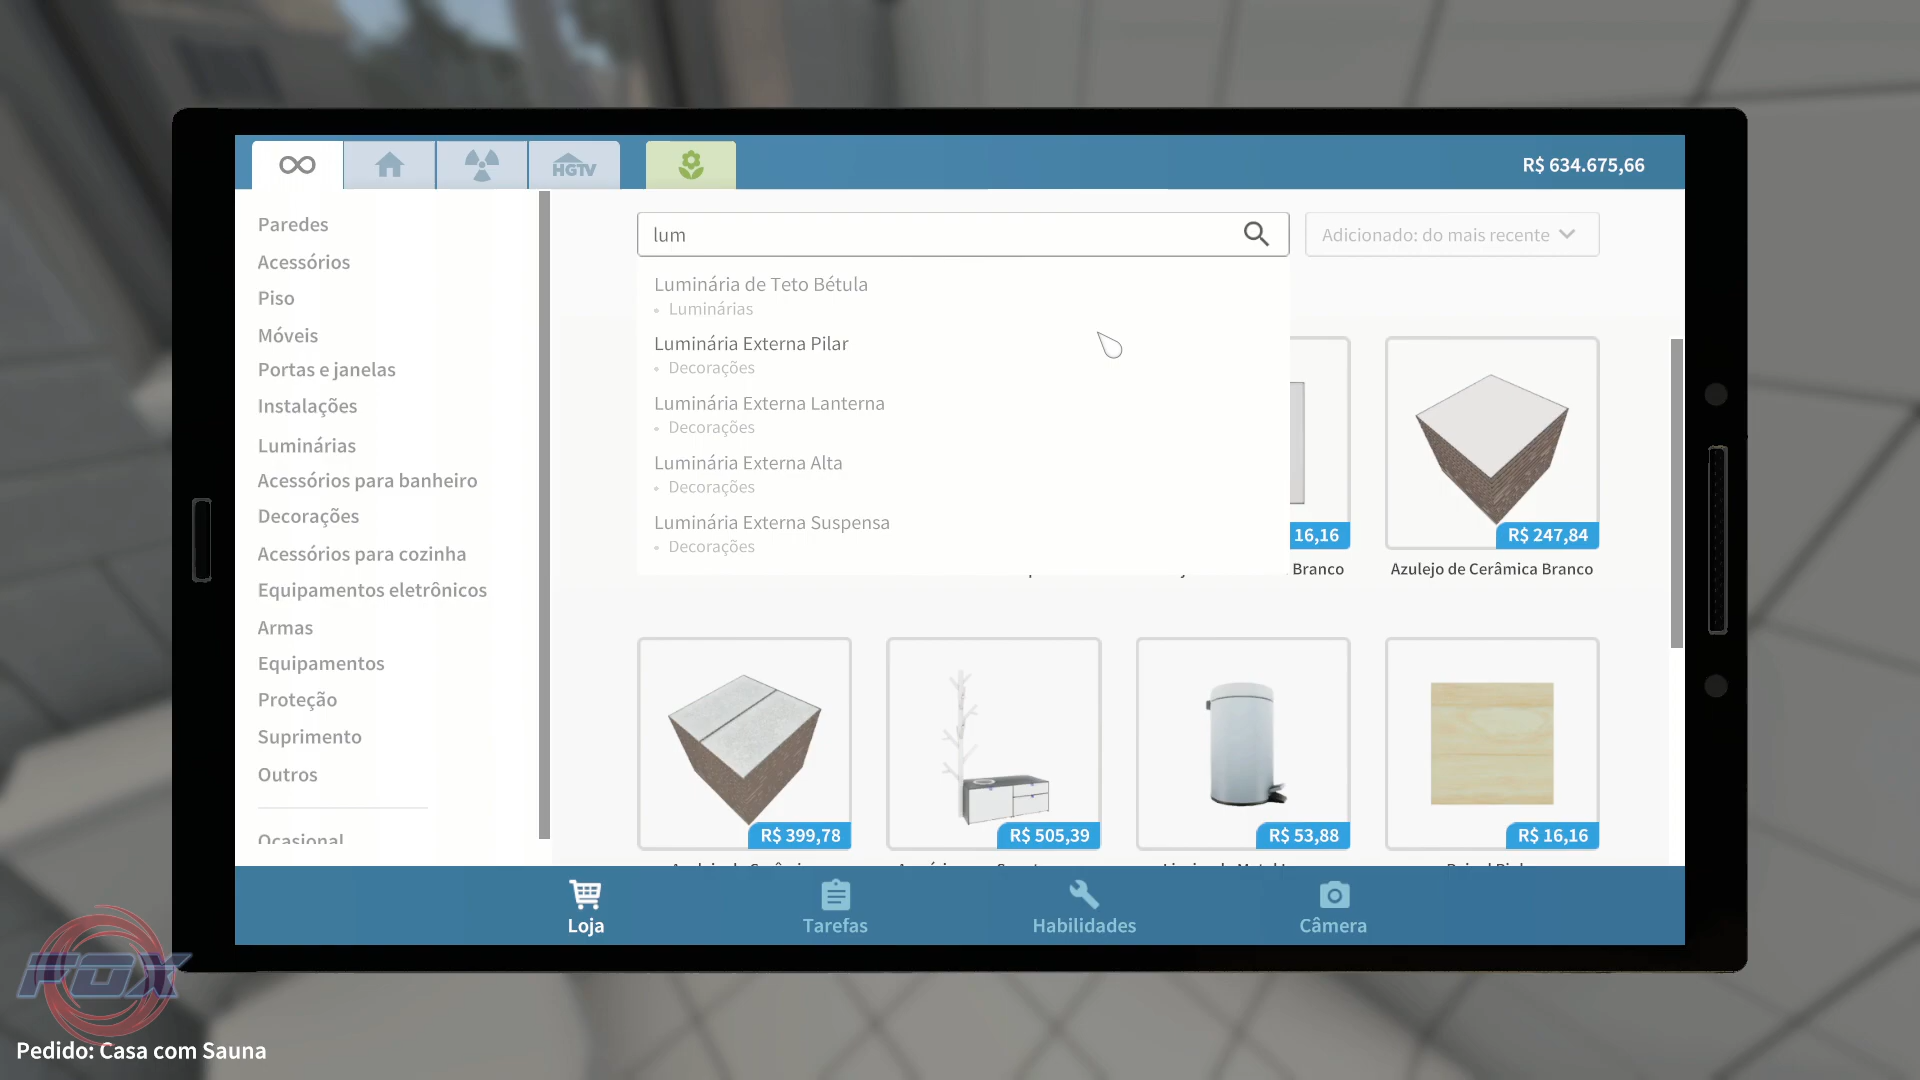 HGTV
R$ 634.675,66
Paredes
Acessórios
Piso
Móveis
Portas e janelas
Instalações
Luminárias
Acessórios para banheiro
Decorações
Acessórios para cozinha
Equipamentos eletrônicos
Armas
Equipamentos
Proteção
Suprimento
Outros
Ocasional
lum
Adicionado: do mais recente
Luminária de Teto Bétula
• Luminárias
Luminária Externa Pilar
• Decorações
Luminária Externa Lanterna
• Decorações
Luminária Externa Alta
• Decorações
Luminária Externa Suspensa
• Decorações
16,16
R$ 247,84
Branco
Azulejo de Cerâmica Branco
R$ 399,78
R$ 505,39
R$ 53,88
R$ 16,16
Loja
Tarefas
Habilidades
Câmera
FOX
Pedido: Casa com Sauna